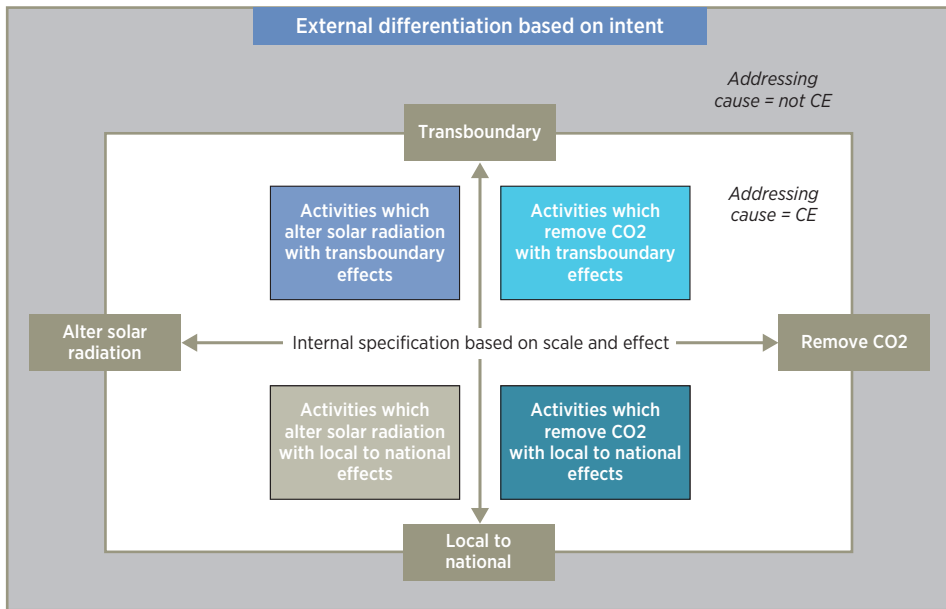 External differentiation based on intent
Addressing
cause = not CE
Transboundary
Addressing
cause = CE
Activities which
alter solar radiation
with transboundary
effects
Activities which
remove CO2
with transboundary
effects
Alter solar
radiation
Internal specification based on scale and effect
Remove CO2
Activities which
alter solar radiation
with local to national
effects
Activities which
remove CO2
with local to national
effects
Local to
national